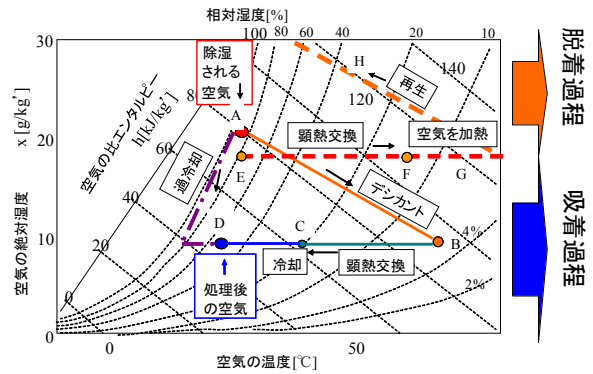 相対湿度[%]
100 80 60 40 20 10
30
20
10
0
x [g/kg']
空気の絶対湿度
空気の比エンタルピー
h[kJ/kg']
0
20
40
60
8
120
140
除湿
される
空気
A
H
再生
顕熱交換
空気を加熱
E
F
G
過冷却
デシカント
D
C
B
4%
2%
冷却
顕熱交換
処理後
の空気
0
50
空気の温度[℃]
脱着過程
吸着過程